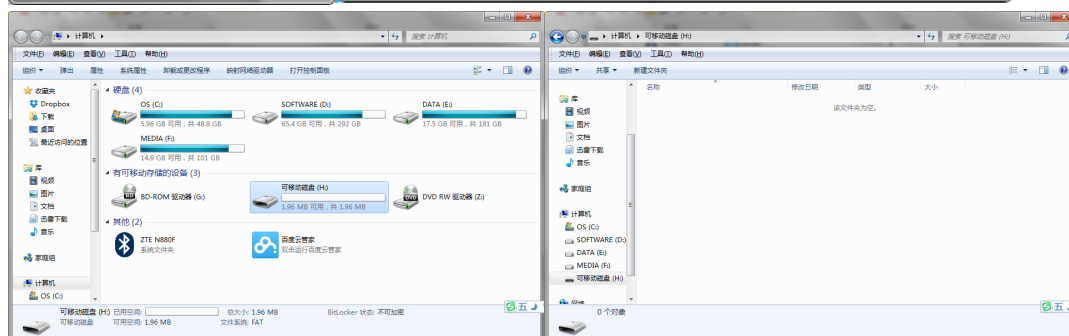 计算机
搜索 计算机
文件(F) 编辑(E) 查看(V) 工具(T) 帮助(H)
组织 弹出 属性 系统属性 卸载或更改程序 映射网络驱动器 打开控制面板
收藏夹
Dropbox
下载
桌面
最近访问的位置
库
视频
图片
文档
迅雷下载
音乐
家庭组
计算机
OS (C:)
硬盘 (4)
OS (C:)
5.96 GB 可用，共 48.8 GB
SOFTWARE (D:)
65.4 GB 可用，共 292 GB
DATA (E:)
17.5 GB 可用，共 181 GB
MEDIA (F:)
14.9 GB 可用，共 101 GB
有可移动存储的设备 (3)
BD-ROM 驱动器 (G:)
可移动磁盘 (H:)
1.96 MB 可用，共 1.96 MB
DVD RW 驱动器 (Z:)
其他 (2)
ZTE N880F
系统文件夹
百度云管家
双击运行百度云管家
可移动磁盘 (H:) 已用空间: 总大小: 1.96 MB BitLocker 状态: 不可加密
可移动磁盘 可用空间: 1.96 MB 文件系统: FAT
五
计算机 可移动磁盘 (H:)
搜索 可移动磁盘 (H:)
文件(F) 编辑(E) 查看(V) 工具(T) 帮助(H)
组织 共享 新建文件夹
库
视频
图片
文档
迅雷下载
音乐
家庭组
计算机
OS (C:)
SOFTWARE (D:)
DATA (E:)
MEDIA (F:)
可移动磁盘 (H:)
网络
名称 修改日期 类型 大小
该文件夹为空。
0 个对象
五